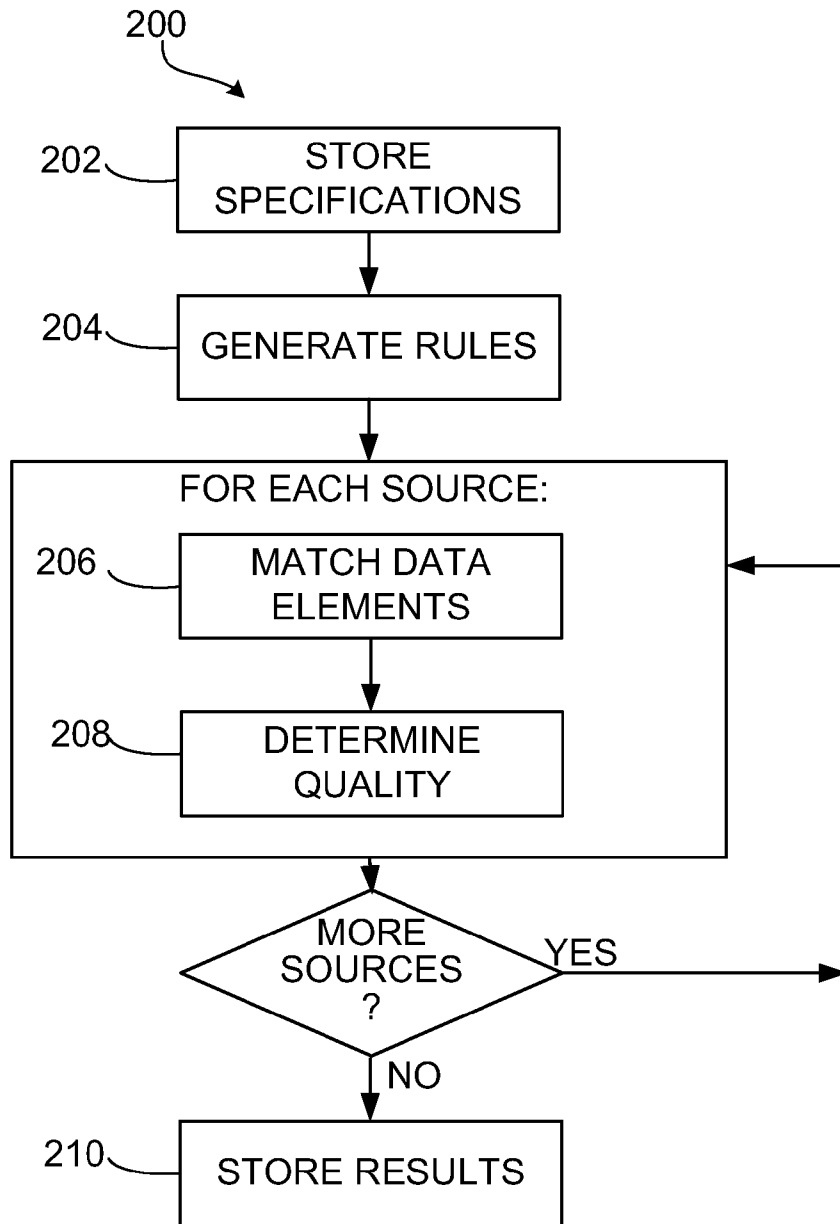 200
202
STORE
SPECIFICATIONS
204
GENERATE RULES
FOR EACH SOURCE:
206
MATCH DATA
ELEMENTS
208
DETERMINE
QUALITY
MORE
SOURCES
?
YES
NO
210
STORE RESULTS